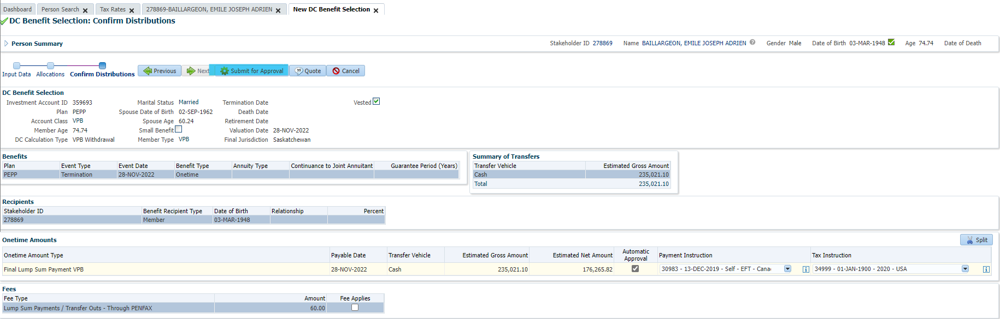 Dashboard Person Search Tax Rates 278869-BAILLARGEON, EMILE JOSEPH ADRIEN New DC Benefit Selection
DC Benefit Selection: Confirm Distributions
Person Summary Stakeholder ID 278869 Name BAILLARGEON, EMILE JOSEPH ADRIEN Gender Male Date of Birth 03-MAR-1948 Age 74.74 Date of Death
Input Data Allocations Confirm Distributions Previous Next Submit for Approval Quote Cancel
DC Benefit Selection
Investment Account ID 359693 Marital Status Married Termination Date Vested
Plan PEPP Spouse Date of Birth 02-SEP-1962 Death Date
Account Class VPB Spouse Age 60.24 Retirement Date
Member Age 74.74 Small Benefit Valuation Date 28-NOV-2022
DC Calculation Type VPB Withdrawal Member Type VPB Final Jurisdiction Saskatchewan
Benefits
Plan Event Type Event Date Benefit Type Annuity Type Continuance to Joint Annuitant Guarantee Period (Years)
PEPP Termination 28-NOV-2022 Onetime
Summary of Transfers
Transfer Vehicle Estimated Gross Amount
Cash 235,021.10
Total 235,021.10
Recipients
Stakeholder ID Benefit Recipient Type Date of Birth Relationship Percent
278869 Member 03-MAR-1948
Onetime Amounts Split
Onetime Amount Type Payable Date Transfer Vehicle Estimated Gross Amount Estimated Net Amount Automatic Approval Payment Instruction Tax Instruction
Final Lump Sum Payment VPB 28-NOV-2022 Cash 235,021.10 176,265.82 30983 - 13-DEC-2019 - Self - EFT - Cana 34999 - 01-JAN-1900 - 2020 - USA
Fees
Fee Type Amount Fee Applies
Lump Sum Payments / Transfer Outs - Through PENFAX 60.00